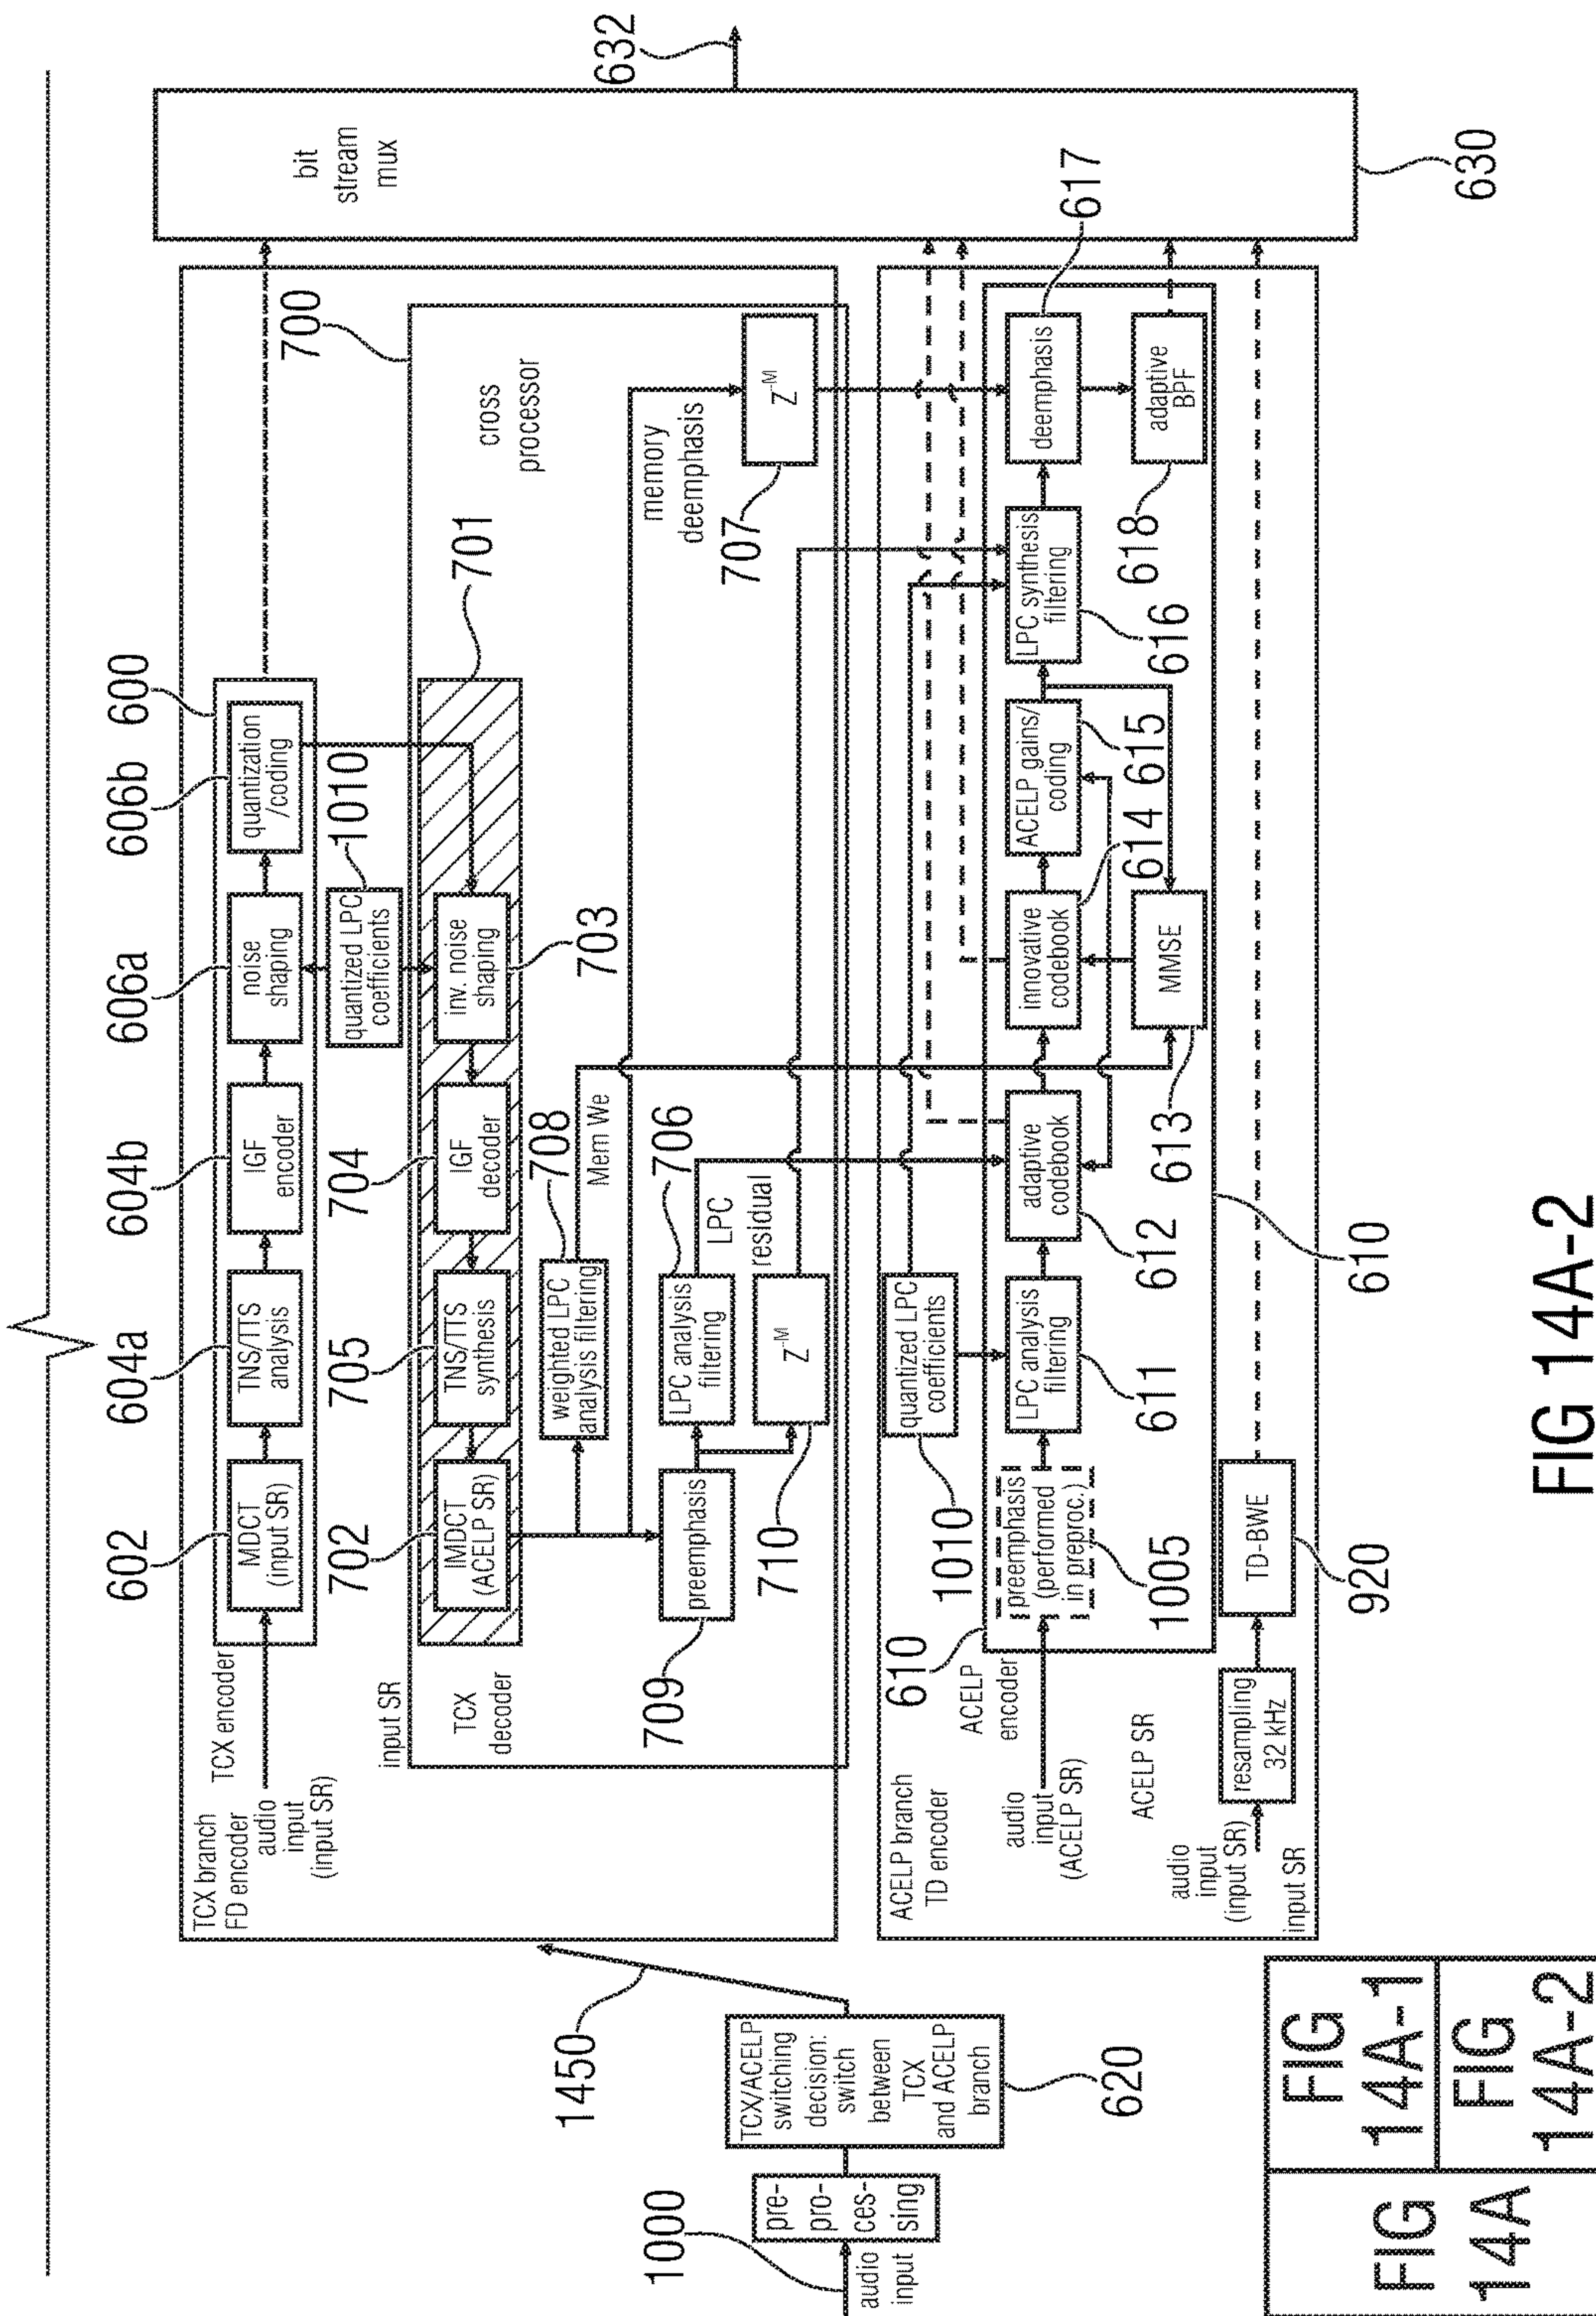 1000
audio
input
pre-
pro-
ces-
sing
TCX/ACELP
switching
decision:
switch
between
TCX
and ACELP
branch
620
1450
TCX branch
FD encoder
audio
input
(input SR)
TCX encoder
602
MDCT
(input SR)
604a
TNS/TTS
analysis
604b
IGF
encoder
606a
noise
shaping
606b
quantization
/coding
600
1010
quantized LPC
coefficients
input SR
TCX
decoder
702
IMDCT
(ACELP SR)
705
TNS/TTS
synthesis
704
IGF
decoder
703
inv. noise
shaping
701
700
cross
processor
708
weighted LPC
analysis filtering
Mem We
709
preemphasis
706
LPC analysis
filtering
LPC
residual
710
Z-M
memory
deemphasis
707
Z-M
ACELP branch
TD encoder
610
ACELP
encoder
audio
input
(ACELP SR)
ACELP SR
1010
quantized LPC
coefficients
preemphasis
(performed
in preproc.)
1005
LPC analysis
filtering
611
adaptive
codebook
612
innovative
codebook
614
MMSE
613
ACELP gains/
coding
615
LPC synthesis
filtering
616
deemphasis
617
adaptive
BPF
618
610
audio
input
(input SR)
input SR
resampling
32 kHz
TD-BWE
920
bit
stream
mux
630
632
FIG
14A
FIG
14A-1
FIG
14A-2
FIG 14A-2